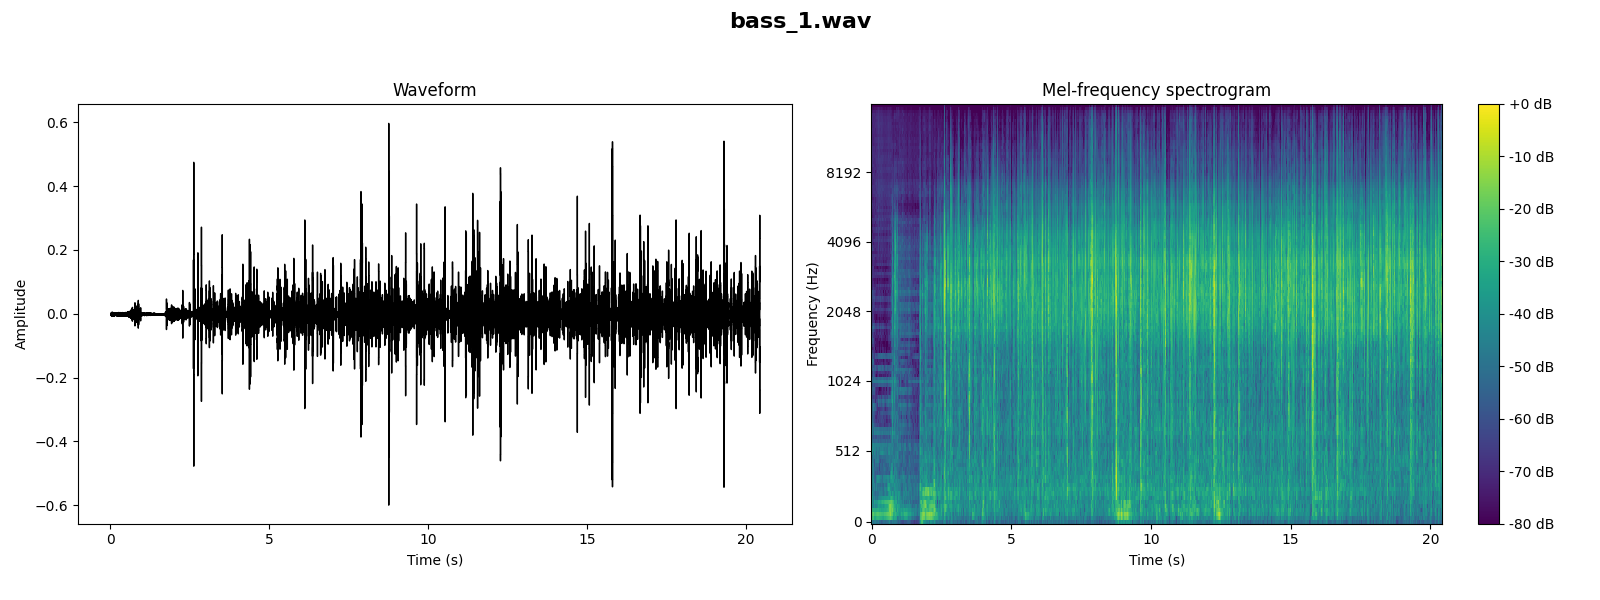 bass_1.wav
Waveform
Mel-frequency spectrogram
0.6
0.4
0.2
0.0
−0.2
−0.4
−0.6
Amplitude
0 5 10 15 20
Time (s)
8192
4096
2048
1024
512
0
Frequency (Hz)
0 5 10 15 20
Time (s)
+0 dB
-10 dB
-20 dB
-30 dB
-40 dB
-50 dB
-60 dB
-70 dB
-80 dB